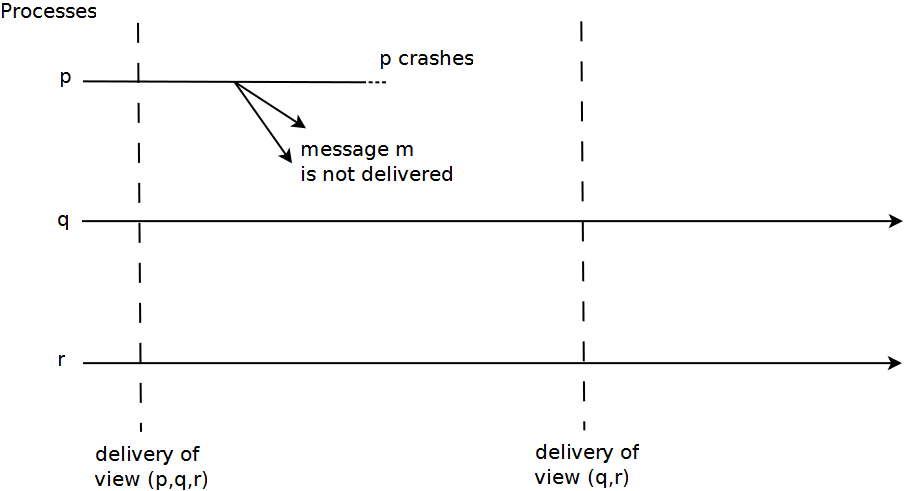 Processes
p crashes
p
message m
is not delivered
q
r
delivery of
view (p,q,r)
delivery of
view (q,r)